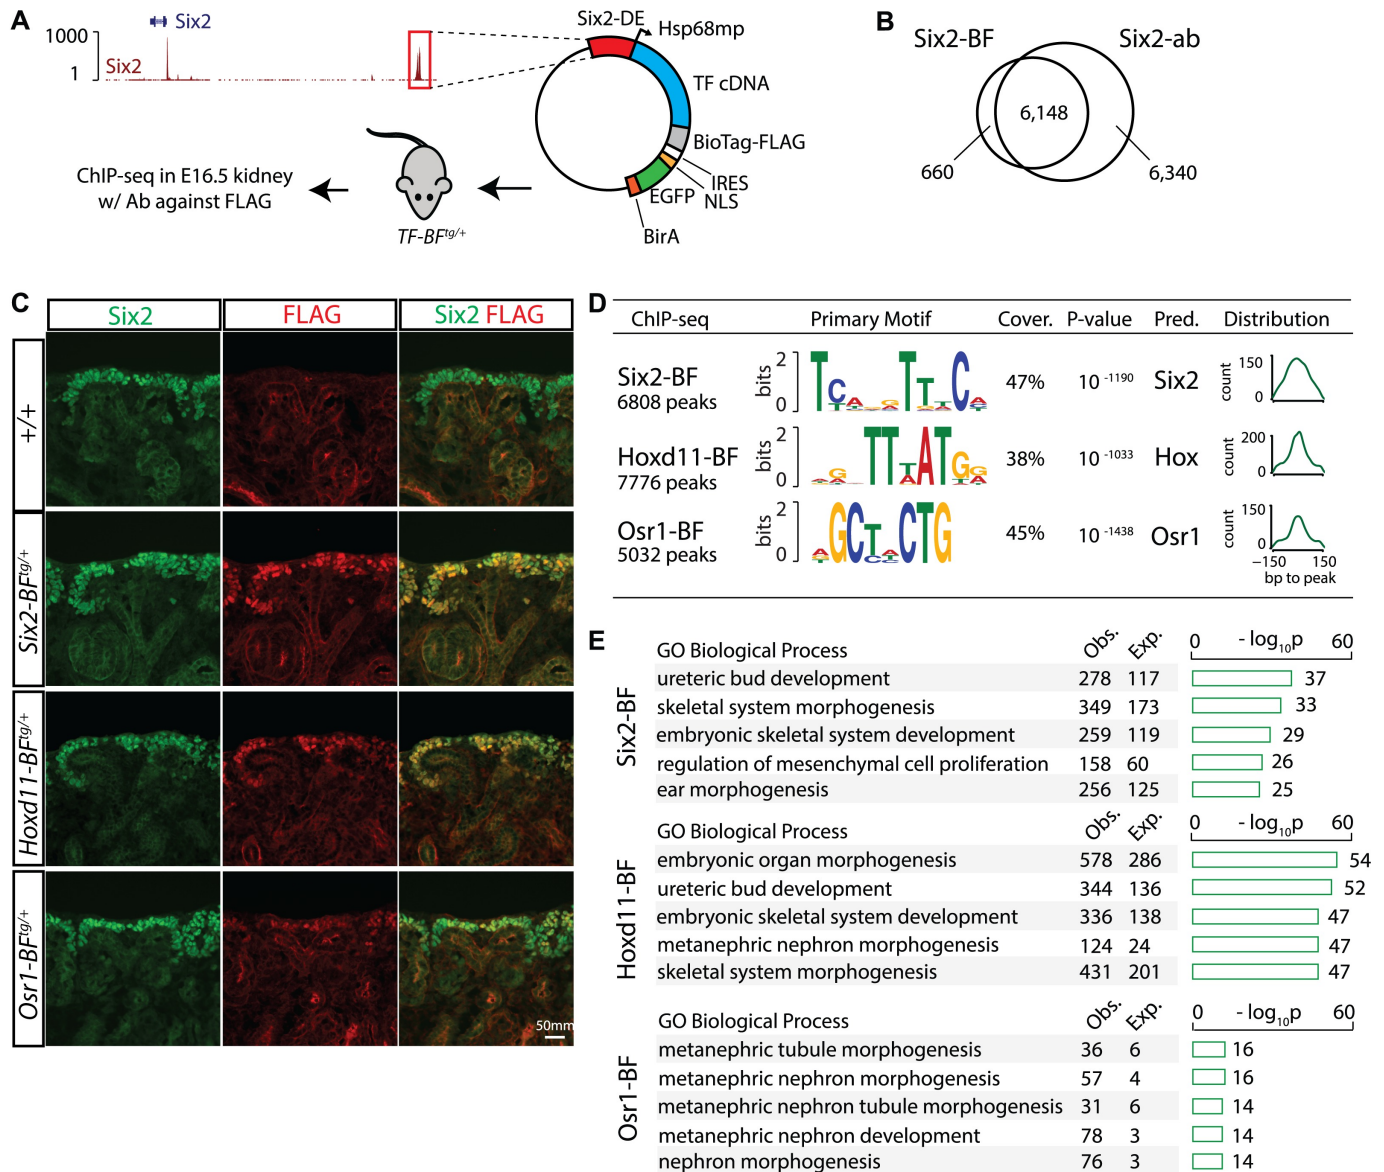 A
1000
1
Six2
Six2
Six2-DE
Hsp68mp
TF cDNA
BioTag-FLAG
IRES
NLS
EGFP
BirA
ChIP-seq in E16.5 kidney
w/ Ab against FLAG
TF-BFtg/+
B
Six2-BF
Six2-ab
6,148
660
6,340
C
Six2
FLAG
Six2 FLAG
+/+
Six2-BFtg/+
Hoxd11-BFtg/+
Osr1-BFtg/+
50mm
D
ChIP-seq Primary Motif Cover. P-value Pred. Distribution
Six2-BF
6808 peaks
bits
2
0
47% 10 -1190 Six2
count
150
0
Hoxd11-BF
7776 peaks
bits
2
0
38% 10 -1033 Hox
count
200
0
Osr1-BF
5032 peaks
bits
2
0
45% 10 -1438 Osr1
count
150
0
−150 150
bp to peak
E
Six2-BF
GO Biological Process Obs. Exp. 0 - log10p 60
ureteric bud development 278 117 37
skeletal system morphogenesis 349 173 33
embryonic skeletal system development 259 119 29
regulation of mesenchymal cell proliferation 158 60 26
ear morphogenesis 256 125 25
Hoxd11-BF
GO Biological Process Obs. Exp. 0 - log10p 60
embryonic organ morphogenesis 578 286 54
ureteric bud development 344 136 52
embryonic skeletal system development 336 138 47
metanephric nephron morphogenesis 124 24 47
skeletal system morphogenesis 431 201 47
Osr1-BF
GO Biological Process Obs. Exp. 0 - log10p 60
metanephric tubule morphogenesis 36 6 16
metanephric nephron morphogenesis 57 4 16
metanephric nephron tubule morphogenesis 31 6 14
metanephric nephron development 78 3 14
nephron morphogenesis 76 3 14